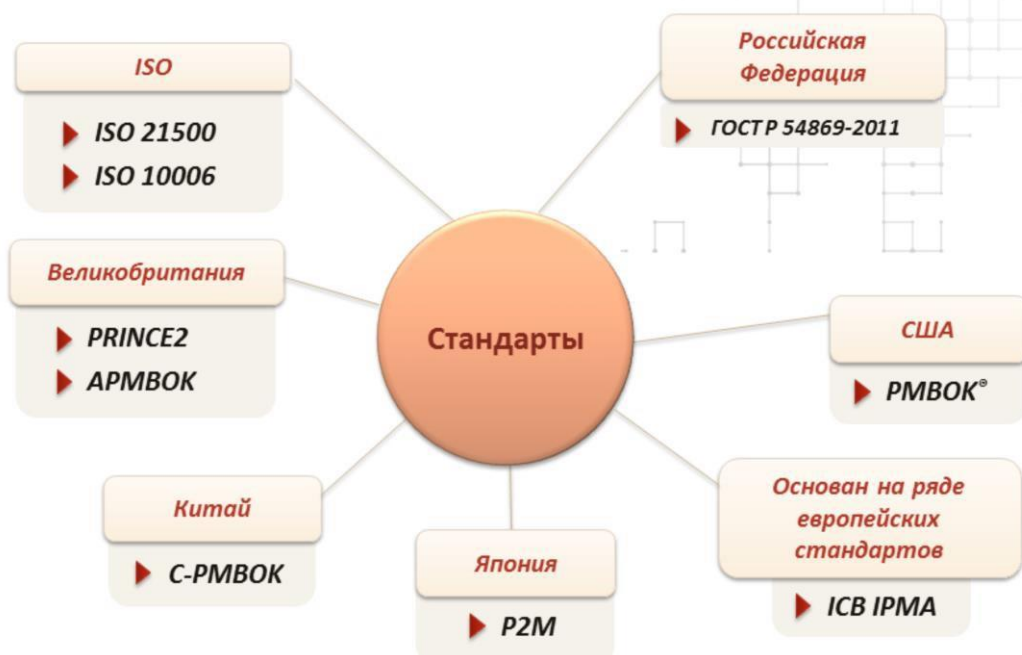 ISO
ISO 21500
ISO 10006
Российская
Федерация
ГОСТ Р 54869-2011
Великобритания
PRINCE2
APMBOK
Стандарты
США
PMBOK®
Китай
C-PMBOK
Япония
P2M
Основан на ряде
европейских
стандартов
ICB IPMA